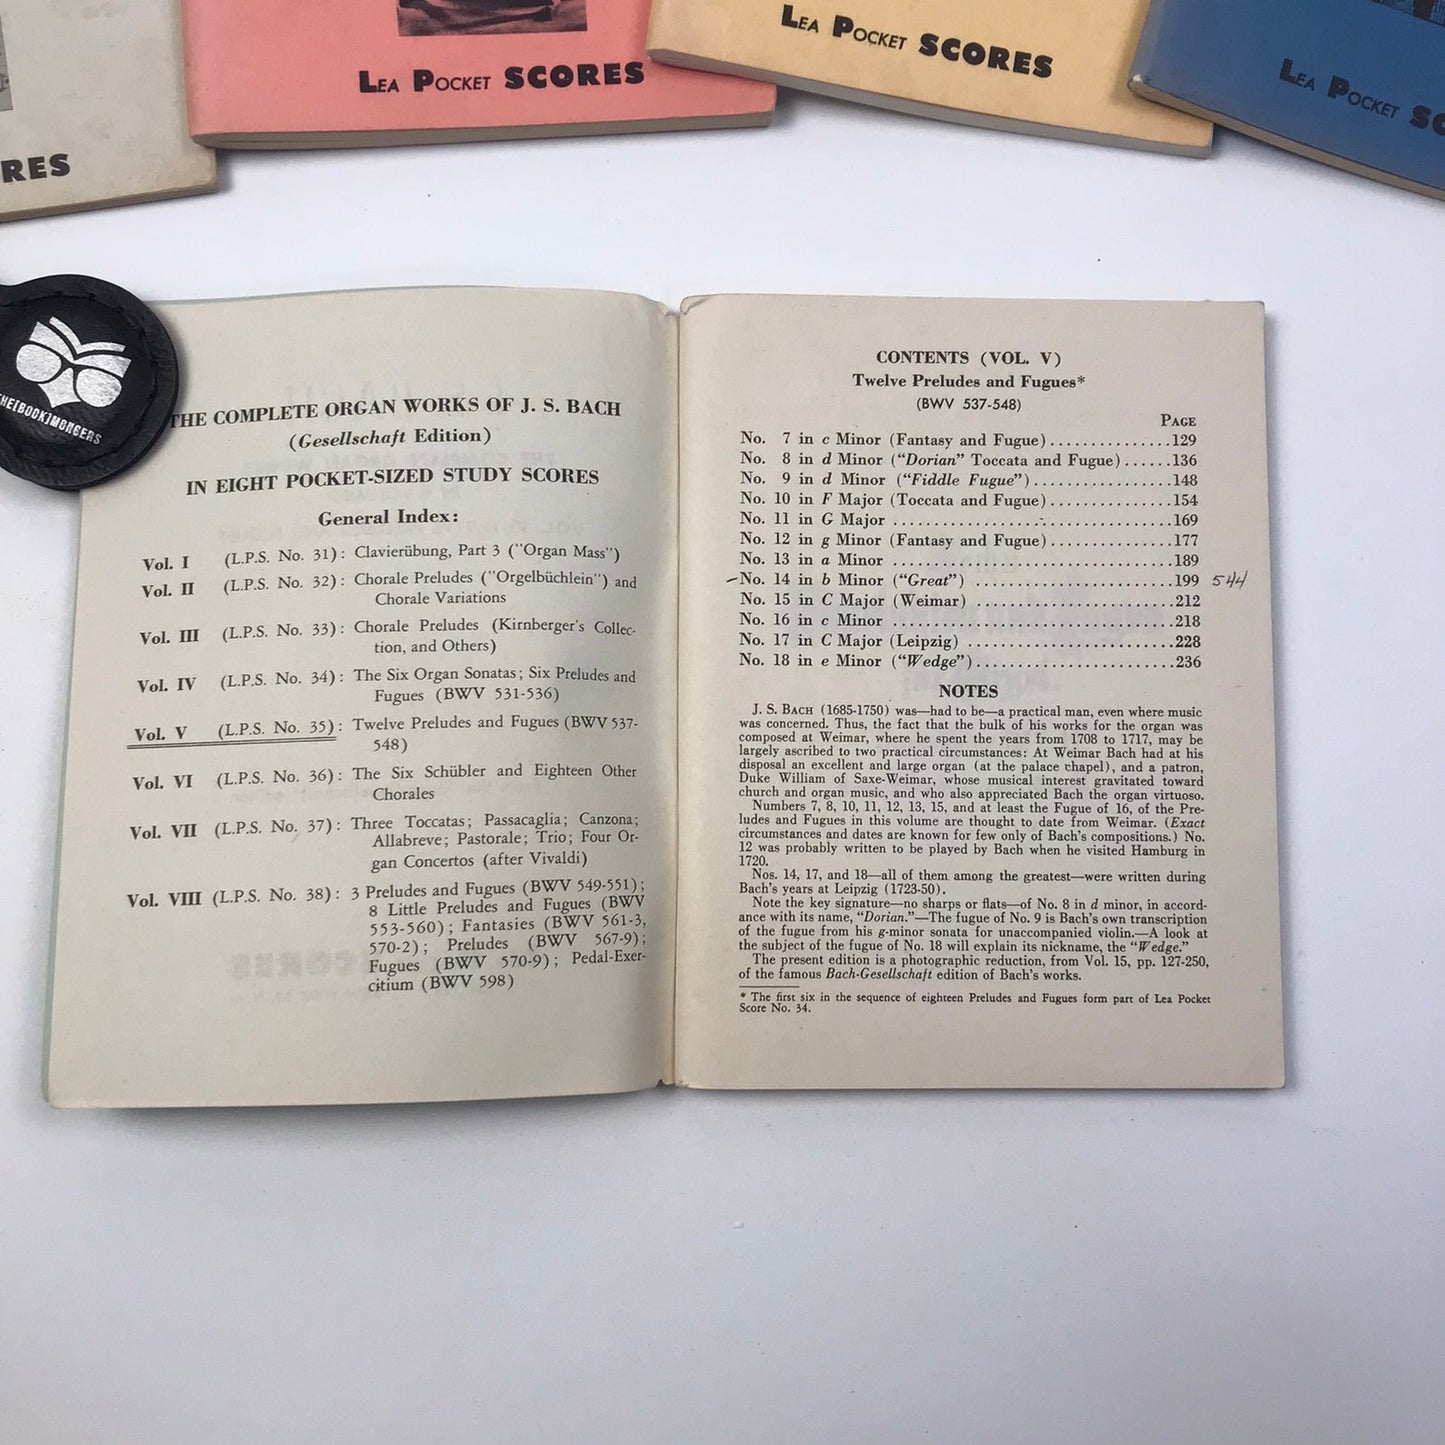 RES
LEA POCKET SCORES
LEA POCKET SCORES
LEA POCKET SC
THE[BOOK]MONGERS
THE COMPLETE ORGAN WORKS OF J. S. BACH
(Gesellschaft Edition)
IN EIGHT POCKET-SIZED STUDY SCORES
General Index:
Vol. I (L.P.S. No. 31): Clavierübung, Part 3 ("Organ Mass")
Vol. II (L.P.S. No. 32): Chorale Preludes ("Orgelbüchlein") and
Chorale Variations
Vol. III (L.P.S. No. 33): Chorale Preludes (Kirnberger's Collec-
tion, and Others)
Vol. IV (L.P.S. No. 34): The Six Organ Sonatas; Six Preludes and
Fugues (BWV 531-536)
Vol. V (L.P.S. No. 35): Twelve Preludes and Fugues (BWV 537-
548)
Vol. VI (L.P.S. No. 36): The Six Schübler and Eighteen Other
Chorales
Vol. VII (L.P.S. No. 37): Three Toccatas; Passacaglia; Canzona;
Allabreve; Pastorale; Trio; Four Or-
gan Concertos (after Vivaldi)
Vol. VIII (L.P.S. No. 38): 3 Preludes and Fugues (BWV 549-551);
8 Little Preludes and Fugues (BWV
553-560); Fantasies (BWV 561-3,
570-2); Preludes (BWV 567-9);
Fugues (BWV 570-9); Pedal-Exer-
citium (BWV 598)
CONTENTS (VOL. V)
Twelve Preludes and Fugues*
(BWV 537-548)
PAGE
No. 7 in c Minor (Fantasy and Fugue)...............129
No. 8 in d Minor ("Dorian" Toccata and Fugue)......136
No. 9 in d Minor ("Fiddle Fugue").................148
No. 10 in F Major (Toccata and Fugue)...............154
No. 11 in G Major ...................................169
No. 12 in g Minor (Fantasy and Fugue)...............177
No. 13 in a Minor ...................................189
–No. 14 in b Minor ("Great") ........................199 544
No. 15 in C Major (Weimar) ........................212
No. 16 in c Minor ...................................218
No. 17 in C Major (Leipzig) .........................228
No. 18 in e Minor ("Wedge").........................236
NOTES
J. S. BACH (1685-1750) was—had to be—a practical man, even where music
was concerned. Thus, the fact that the bulk of his works for the organ was
composed at Weimar, where he spent the years from 1708 to 1717, may be
largely ascribed to two practical circumstances: At Weimar Bach had at his
disposal an excellent and large organ (at the palace chapel), and a patron,
Duke William of Saxe-Weimar, whose musical interest gravitated toward
church and organ music, and who also appreciated Bach the organ virtuoso.
Numbers 7, 8, 10, 11, 12, 13, 15, and at least the Fugue of 16, of the Pre-
ludes and Fugues in this volume are thought to date from Weimar. (Exact
circumstances and dates are known for few only of Bach's compositions.) No.
12 was probably written to be played by Bach when he visited Hamburg in
1720.
Nos. 14, 17, and 18—all of them among the greatest—were written during
Bach's years at Leipzig (1723-50).
Note the key signature—no sharps or flats—of No. 8 in d minor, in accord-
ance with its name, "Dorian."—The fugue of No. 9 is Bach's own transcription
of the fugue from his g-minor sonata for unaccompanied violin.—A look at
the subject of the fugue of No. 18 will explain its nickname, the "Wedge."
The present edition is a photographic reduction, from Vol. 15, pp. 127-250,
of the famous Bach-Gesellschaft edition of Bach's works.
* The first six in the sequence of eighteen Preludes and Fugues form part of Lea Pocket
Score No. 34.